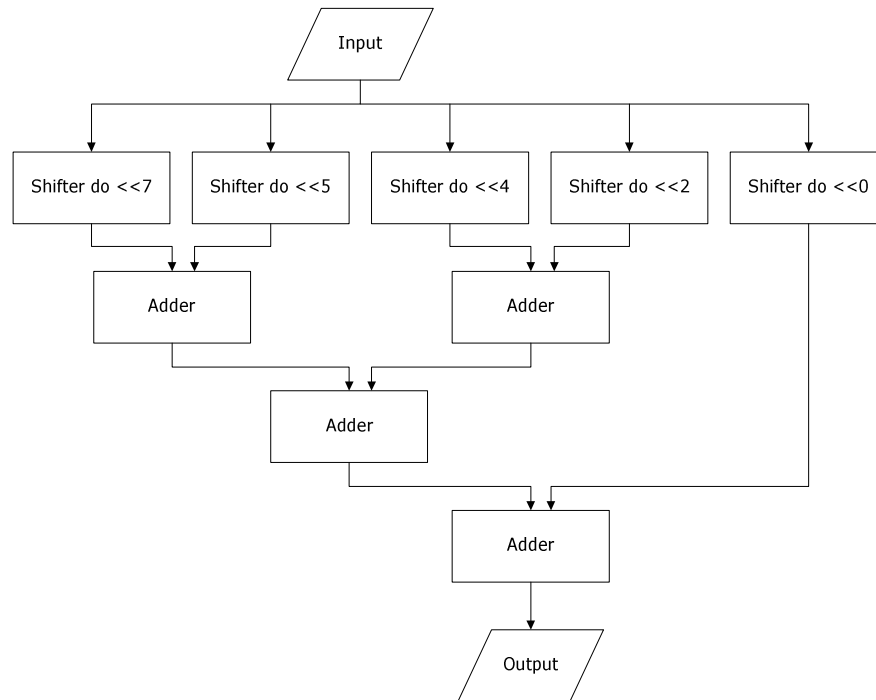 Input
Shifter do <<7
Shifter do <<5
Shifter do <<4
Shifter do <<2
Shifter do <<0
Adder
Adder
Adder
Adder
Output